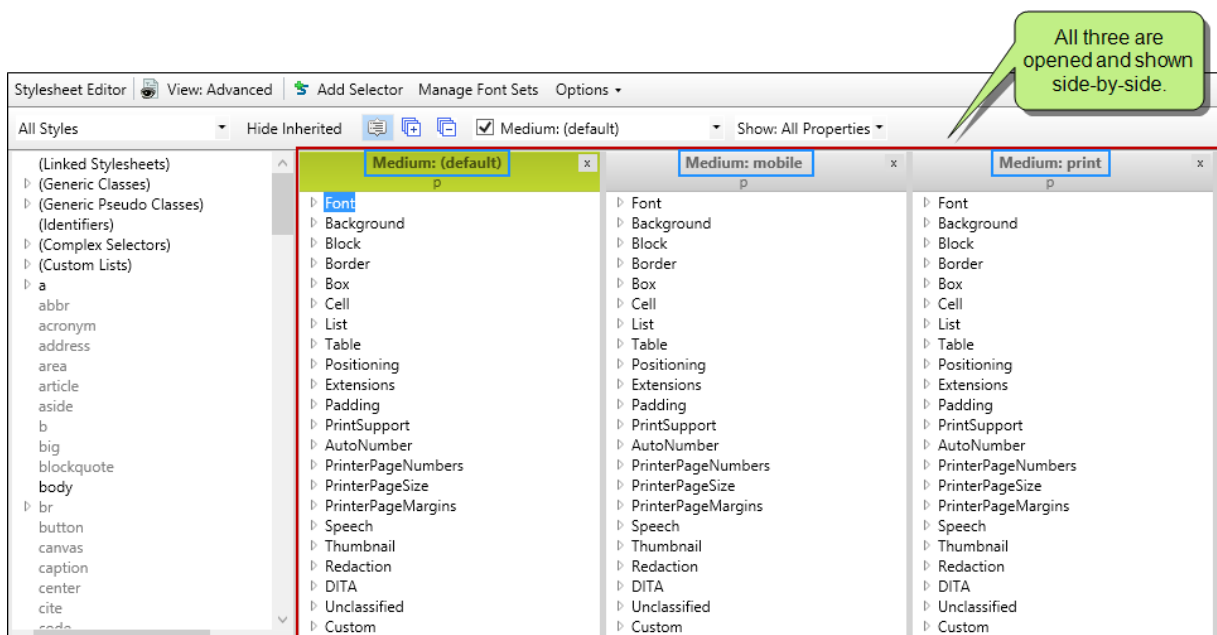 All three are
opened and shown
side-by-side.
Stylesheet Editor View: Advanced Add Selector Manage Font Sets Options
All Styles Hide Inherited Medium: (default) Show: All Properties
(Linked Stylesheets)
(Generic Classes)
(Generic Pseudo Classes)
(Identifiers)
(Complex Selectors)
(Custom Lists)
a
abbr
acronym
address
area
article
aside
b
big
blockquote
body
br
button
canvas
caption
center
cite
code
Medium: (default) x
p
Font
Background
Block
Border
Box
Cell
List
Table
Positioning
Extensions
Padding
PrintSupport
AutoNumber
PrinterPageNumbers
PrinterPageSize
PrinterPageMargins
Speech
Thumbnail
Redaction
DITA
Unclassified
Custom
Medium: mobile x
p
Font
Background
Block
Border
Box
Cell
List
Table
Positioning
Extensions
Padding
PrintSupport
AutoNumber
PrinterPageNumbers
PrinterPageSize
PrinterPageMargins
Speech
Thumbnail
Redaction
DITA
Unclassified
Custom
Medium: print x
p
Font
Background
Block
Border
Box
Cell
List
Table
Positioning
Extensions
Padding
PrintSupport
AutoNumber
PrinterPageNumbers
PrinterPageSize
PrinterPageMargins
Speech
Thumbnail
Redaction
DITA
Unclassified
Custom